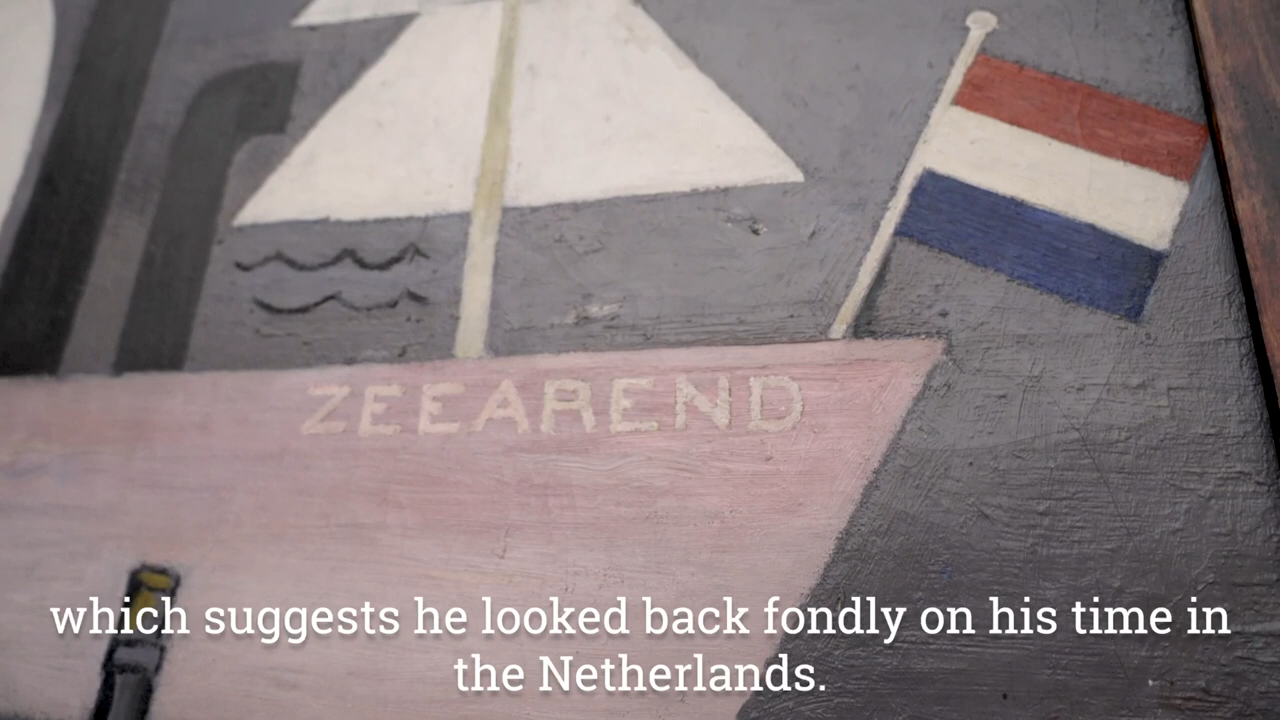 ZEEAREND
which suggests he looked back fondly on his time in
the Netherlands.